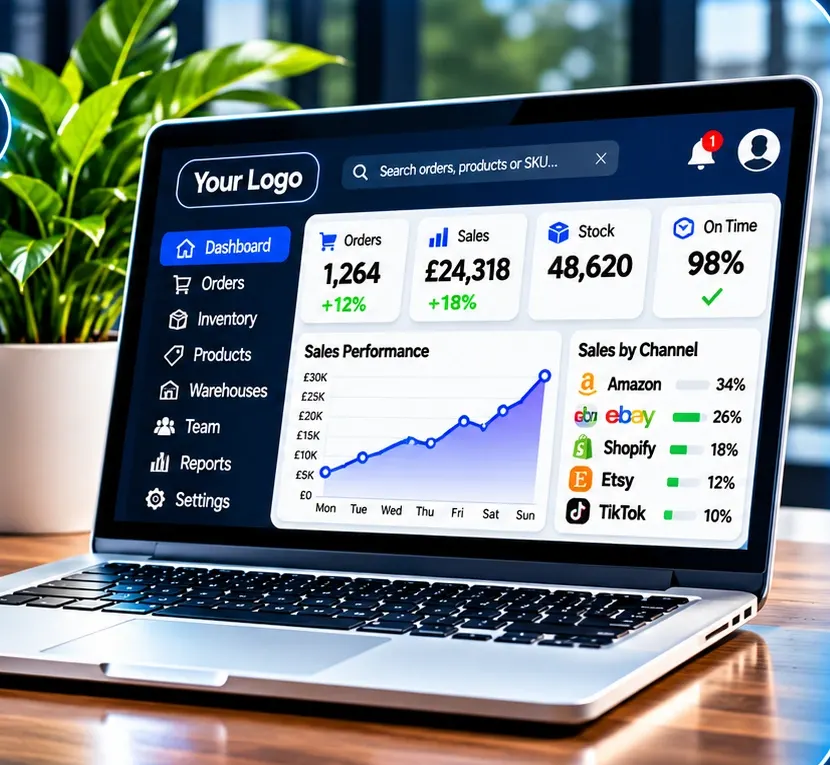 Your Logo
Search orders, products or SKU...
1
Dashboard
Orders
Inventory
Products
Warehouses
Team
Reports
Settings
Orders
1,264
+12%
Sales
£24,318
+18%
Stock
48,620
On Time
98%
Sales Performance
£30K
£25K
£20K
£15K
£10K
£5K
£0
Mon Tue Wed Thu Fri Sat Sun
Sales by Channel
a Amazon 34%
ebay 26%
S Shopify 18%
E Etsy 12%
TikTok 10%